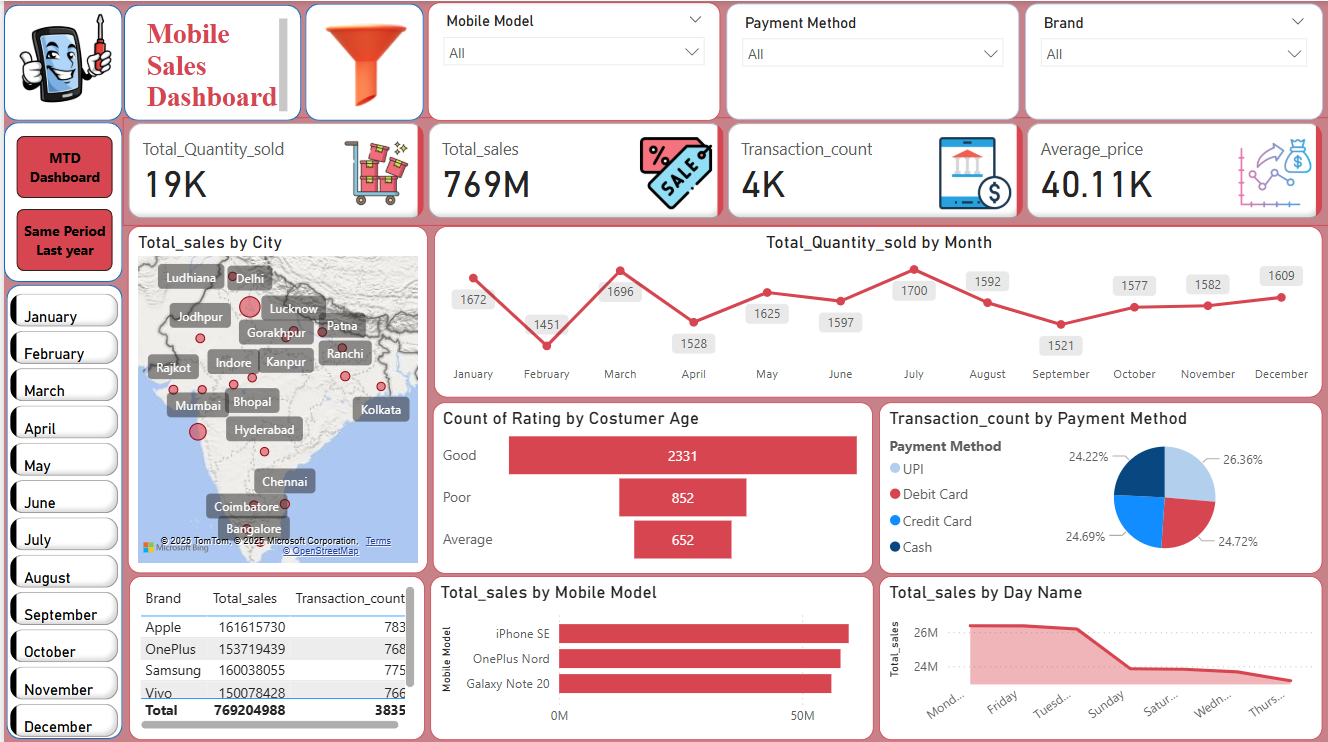 Mobile
Sales
Dashboard
Mobile Model
All
Payment Method
All
Brand
All
MTD
Dashboard
Same Period
Last year
Total_Quantity_sold
19K
Total_sales
769M
% SALE
Transaction_count
4K
$
Average_price
40.11K
$
January
February
March
April
May
June
July
August
September
October
November
December
Total_sales by City
Ludhiana
Delhi
Jodhpur
Lucknow
Gorakhpur
Patna
Rajkot
Indore
Kanpur
Ranchi
Mumbai
Bhopal
Kolkata
Hyderabad
Chennai
Coimbatore
Bangalore
© 2025 TomTom, © 2025 Microsoft Corporation, Terms
Microsoft Bing
© OpenStreetMap
Total_Quantity_sold by Month
1672
1451
1696
1528
1625
1597
1700
1592
1521
1577
1582
1609
January February March April May June July August September October November December
Count of Rating by Costumer Age
Good 2331
Poor 852
Average 652
Transaction_count by Payment Method
Payment Method
UPI
Debit Card
Credit Card
Cash
24.22%
26.36%
24.69%
24.72%
Brand Total_sales Transaction_count
Apple 161615730 783
OnePlus 153719439 768
Samsung 160038055 775
Vivo 150078428 766
Total 769204988 3835
Total_sales by Mobile Model
Mobile Model
iPhone SE
OnePlus Nord
Galaxy Note 20
0M 50M
Total_sales by Day Name
Total_sales
26M
24M
Mond... Friday Tuesd... Sunday Satur... Wedn... Thurs...